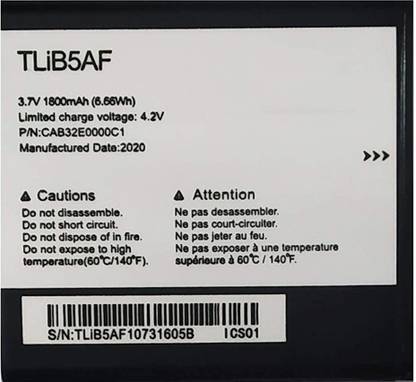 TLiB5AF
3.7V 1800mAh (6.66Wh)
Limited charge voltage: 4.2V
P/N:CAB32E0000C1
Manufactured Date:2020
>>>
Cautions
Do not disassemble.
Do not short circuit.
Do not dispose of in fire.
Do not expose to high
temperature(60℃/140℉).
Attention
Ne pas desassembler.
Ne pas court-circuiter.
Ne pas jeter au feu.
Ne pas exposer à une température
supérieure à 60℃ / 140℉.
S/N:TLiB5AF10731605B ICS01